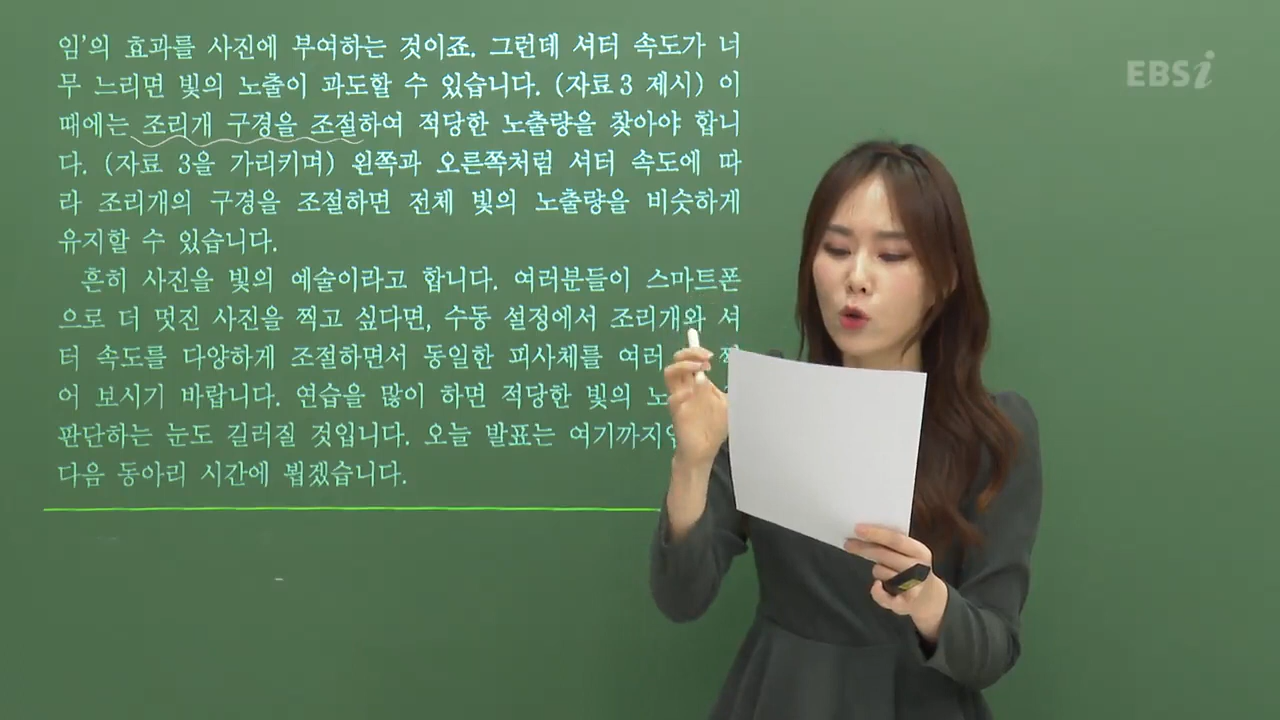 임’의 효과를 사진에 부여하는 것이죠. 그런데 셔터 속도가 너
무 느리면 빛의 노출이 과도할 수 있습니다. (자료 3 제시) 이
때에는 조리개 구경을 조절하여 적당한 노출량을 찾아야 합니
다. (자료 3을 가리키며) 왼쪽과 오른쪽처럼 셔터 속도에 따
라 조리개의 구경을 조절하면 전체 빛의 노출량을 비슷하게
유지할 수 있습니다.
흔히 사진을 빛의 예술이라고 합니다. 여러분들이 스마트폰
으로 더 멋진 사진을 찍고 싶다면, 수동 설정에서 조리개와 셔
터 속도를 다양하게 조절하면서 동일한 피사체를 여러
어 보시기 바랍니다. 연습을 많이 하면 적당한 빛의
판단하는 눈도 길러질 것입니다. 오늘 발표는
다음 동아리 시간에 뵙겠습니다.
EBSi